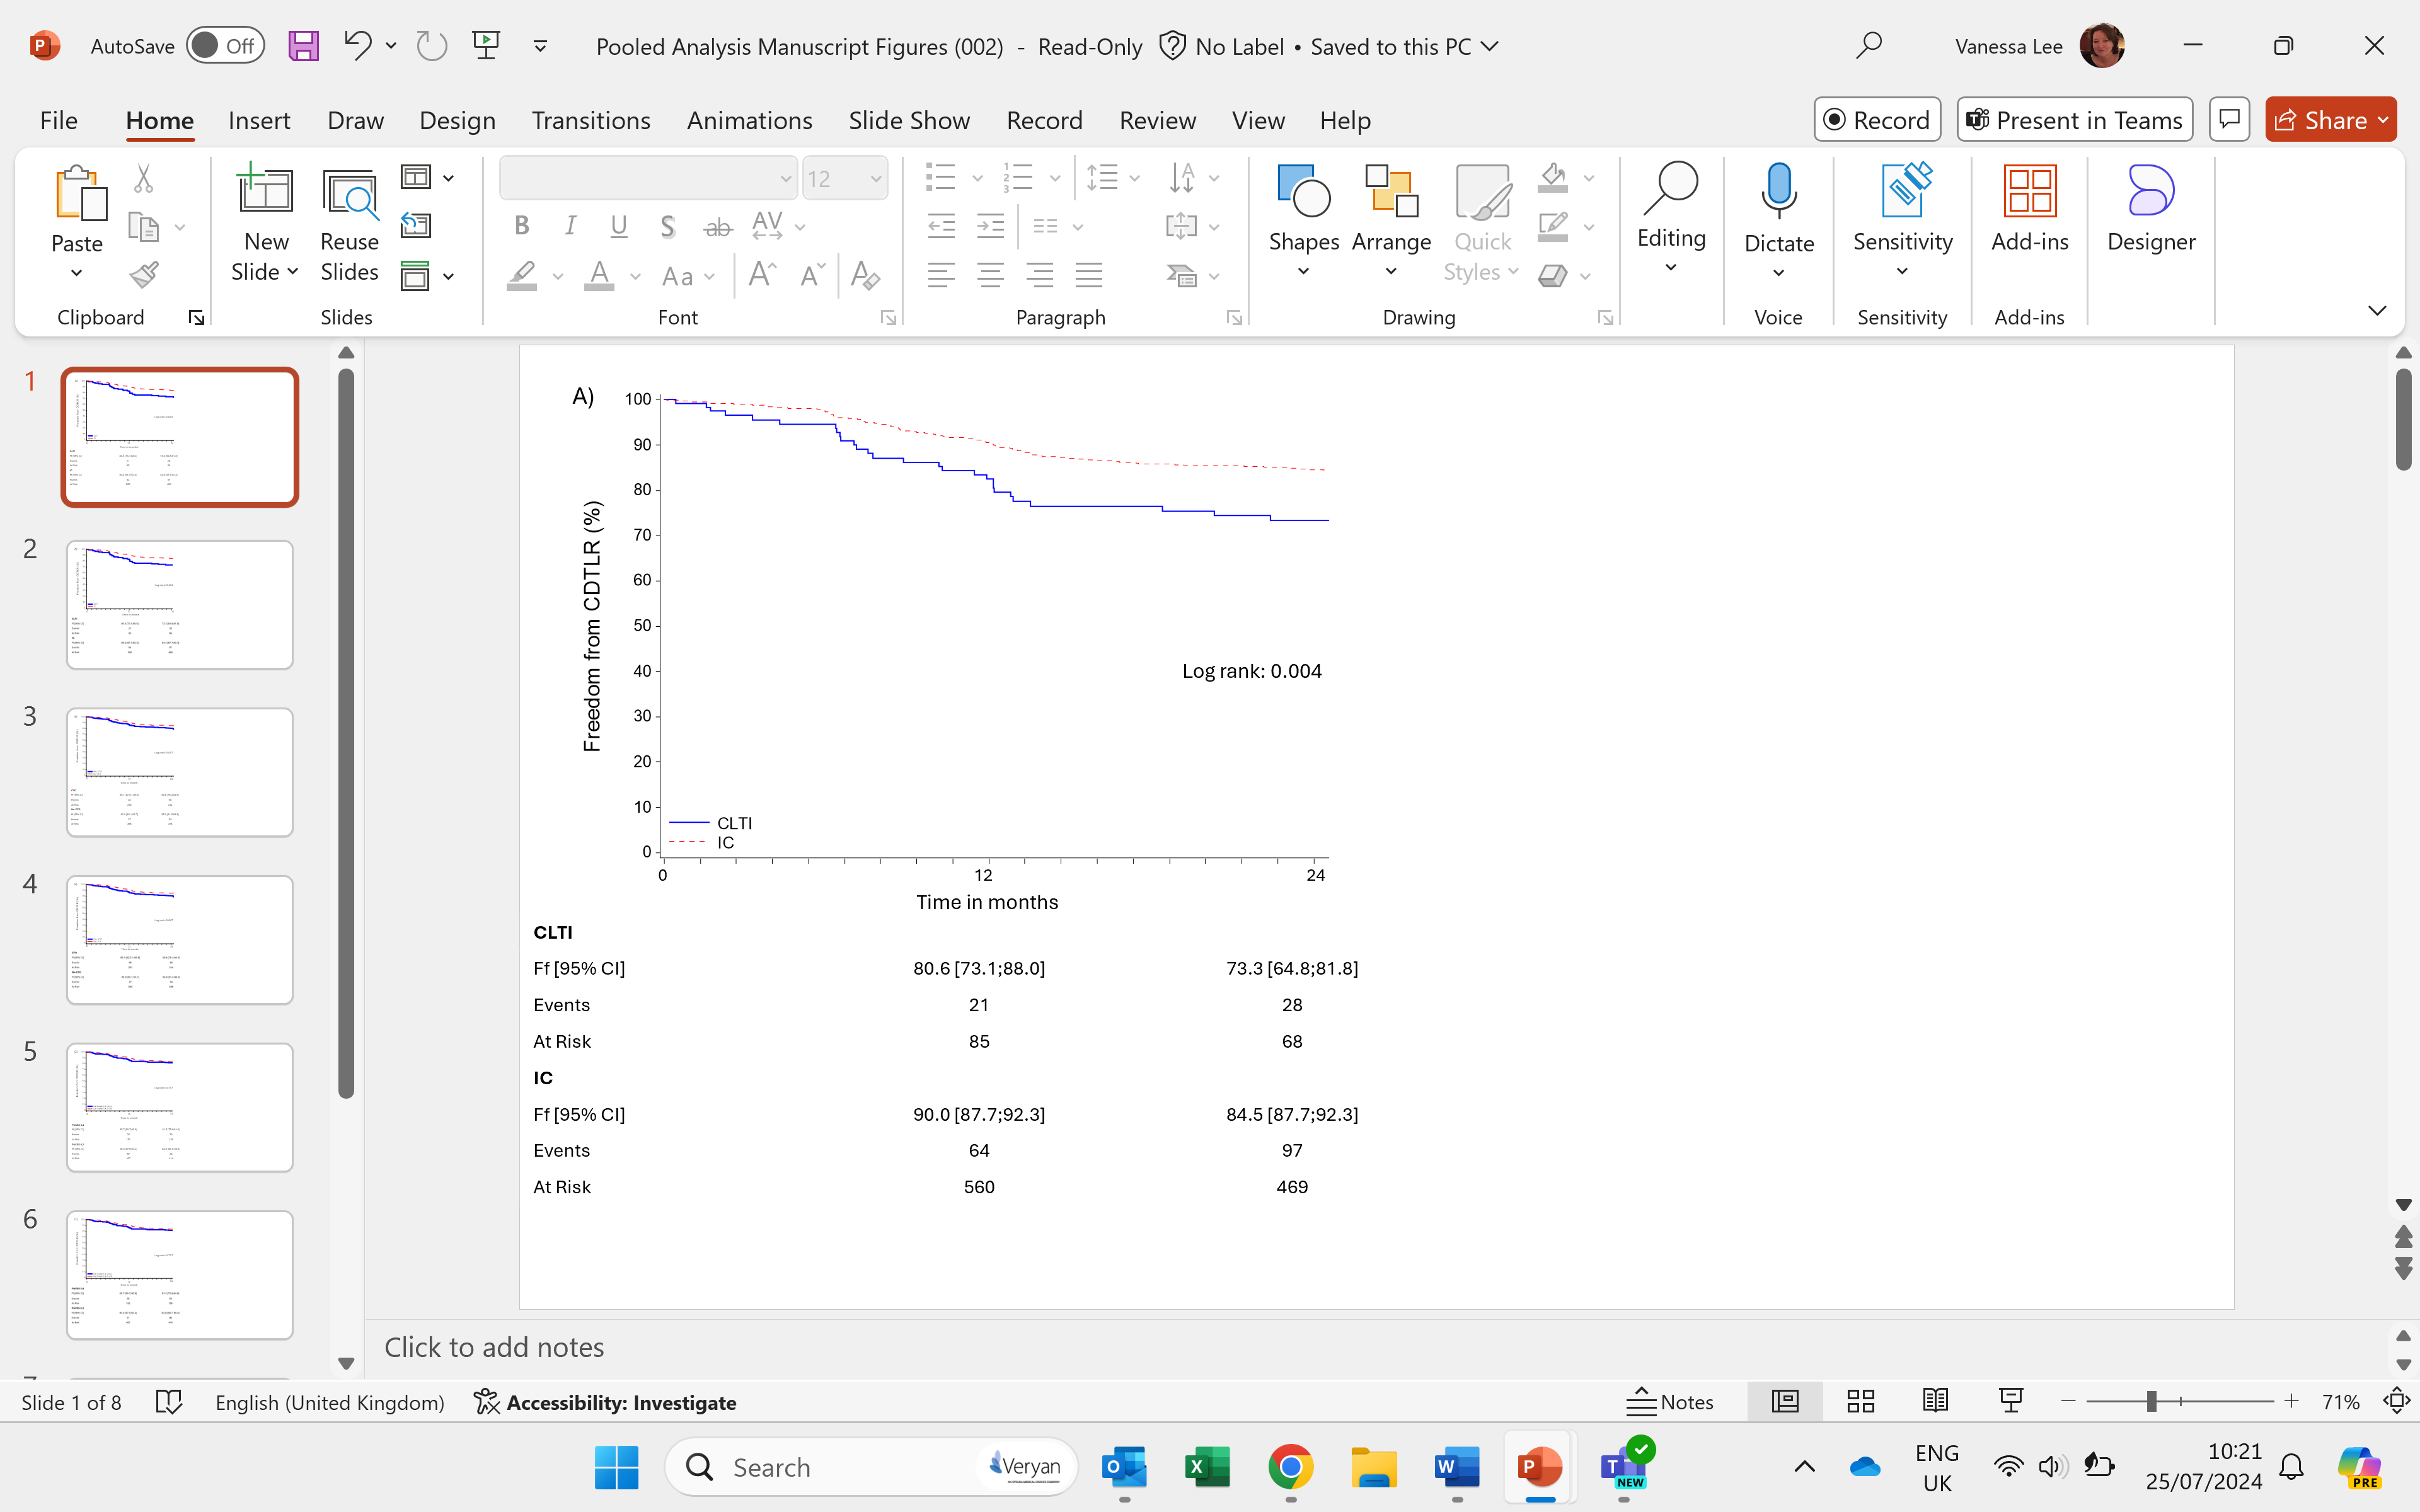 AutoSave Off Pooled Analysis Manuscript Figures (002) - Read-Only No Label • Saved to this PC Vanessa Lee
File Home Insert Draw Design Transitions Animations Slide Show Record Review View Help Record Present in Teams Share
Paste
Clipboard
New Slide
Reuse Slides
Slides
12
Font
Paragraph
Shapes
Arrange
Quick Styles
Drawing
Editing
Dictate
Voice
Sensitivity
Sensitivity
Add-ins
Add-ins
Designer
1
2
3
4
5
6
A)
Freedom from CDTLR (%)
100
90
80
70
60
50
40
30
20
10
0
Log rank: 0.004
CLTI
IC
0 12 24
Time in months
CLTI
Ff [95% CI] 80.6 [73.1;88.0] 73.3 [64.8;81.8]
Events 21 28
At Risk 85 68
IC
Ff [95% CI] 90.0 [87.7;92.3] 84.5 [87.7;92.3]
Events 64 97
At Risk 560 469
Click to add notes
Slide 1 of 8 English (United Kingdom) Accessibility: Investigate Notes 71%
Search Veryan NEW ENG UK 10:21 25/07/2024 PRE